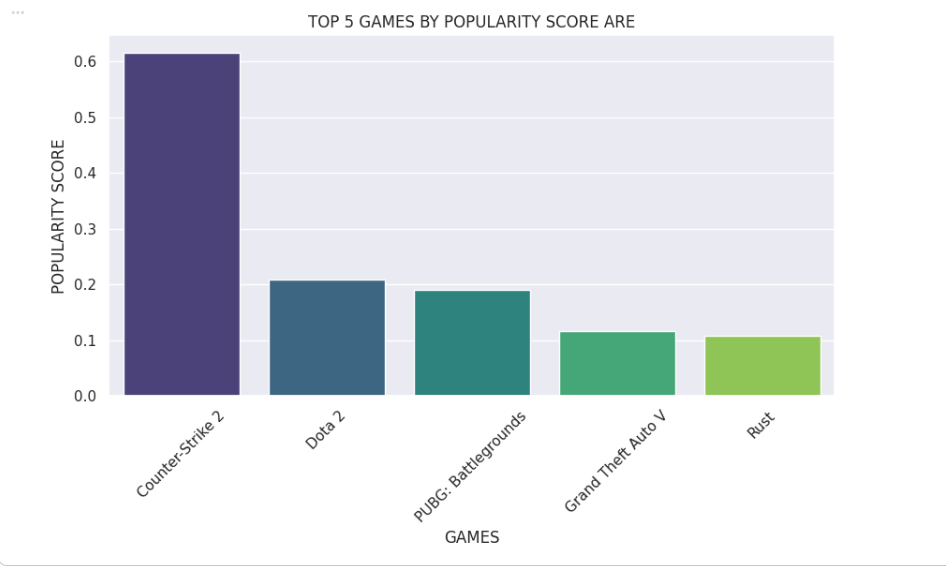 TOP 5 GAMES BY POPULARITY SCORE ARE
POPULARITY SCORE
0.6
0.5
0.4
0.3
0.2
0.1
0.0
Counter-Strike 2
Dota 2
PUBG: Battlegrounds
Grand Theft Auto V
Rust
GAMES